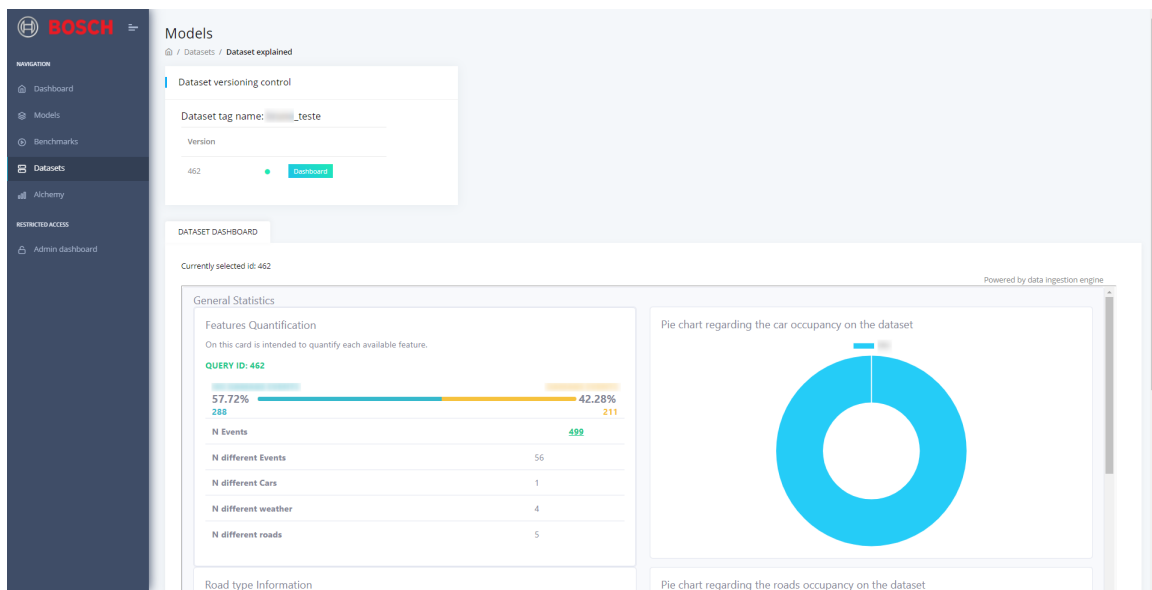 BOSCH
NAVIGATION
Dashboard
Models
Benchmarks
Datasets
Alchemy
RESTRICTED ACCESS
Admin dashboard
Models
/ Datasets / Dataset explained
Dataset versioning control
Dataset tag name: _teste
Version
462 Dashboard
DATASET DASHBOARD
Currently selected id: 462
Powered by data ingestion engine
General Statistics
Features Quantification
On this card is intended to quantify each available feature.
QUERY ID: 462
57.72% 42.28%
288 211
N Events 499
N different Events 56
N different Cars 1
N different weather 4
N different roads 5
Pie chart regarding the car occupancy on the dataset
Road type Information
Pie chart regarding the roads occupancy on the dataset